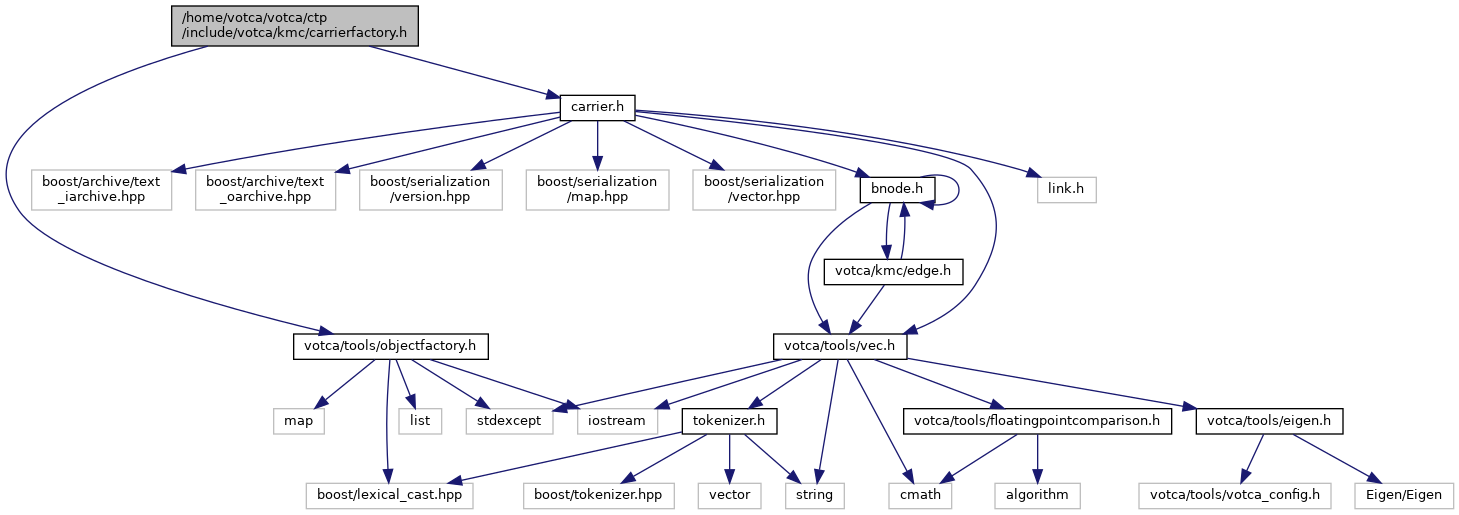 /home/votca/votca/ctp
/include/votca/kmc/carrierfactory.h
carrier.h
boost/archive/text
_iarchive.hpp
boost/archive/text
_oarchive.hpp
boost/serialization
/version.hpp
boost/serialization
/map.hpp
boost/serialization
/vector.hpp
bnode.h
link.h
votca/kmc/edge.h
votca/tools/objectfactory.h
votca/tools/vec.h
map
list
stdexcept
iostream
tokenizer.h
votca/tools/floatingpointcomparison.h
votca/tools/eigen.h
boost/lexical_cast.hpp
boost/tokenizer.hpp
vector
string
cmath
algorithm
votca/tools/votca_config.h
Eigen/Eigen